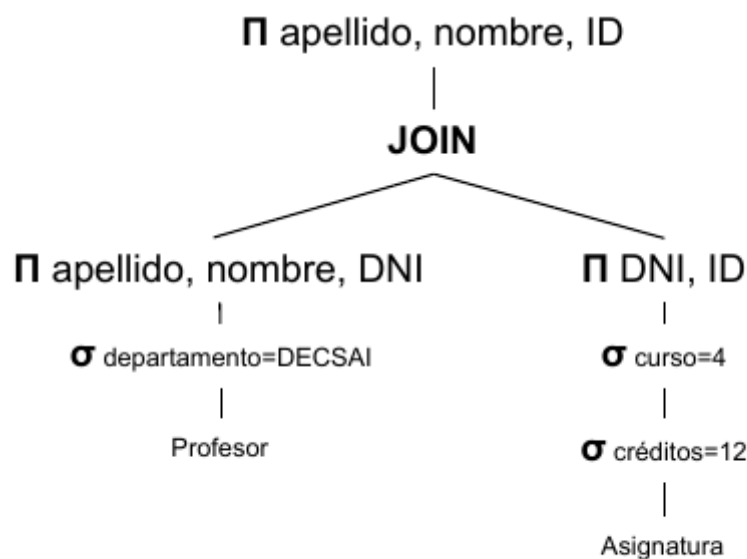 Π apellido, nombre, ID
JOIN
Π apellido, nombre, DNI
Π DNI, ID
σ departamento=DECSAI
σ curso=4
Profesor
σ créditos=12
Asignatura